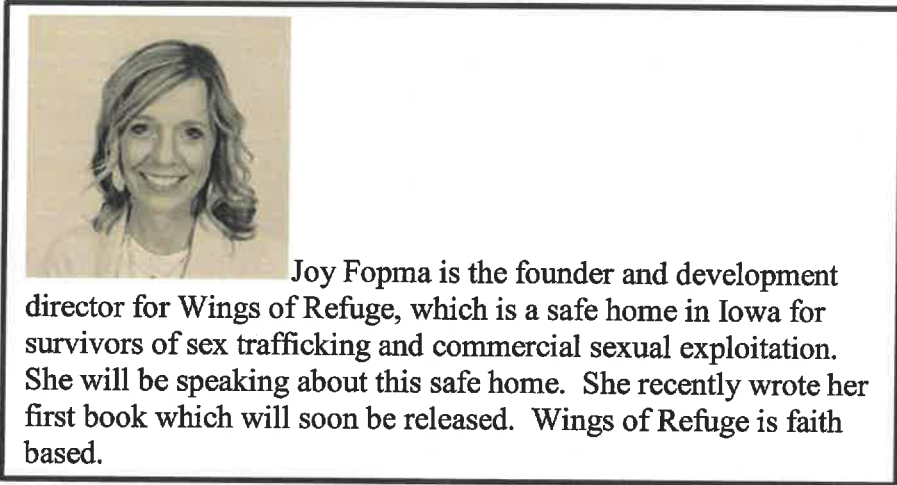 Joy Fopma is the founder and development
director for Wings of Refuge, which is a safe home in Iowa for
survivors of sex trafficking and commercial sexual exploitation.
She will be speaking about this safe home.  She recently wrote her
first book which will soon be released.  Wings of Refuge is faith
based.